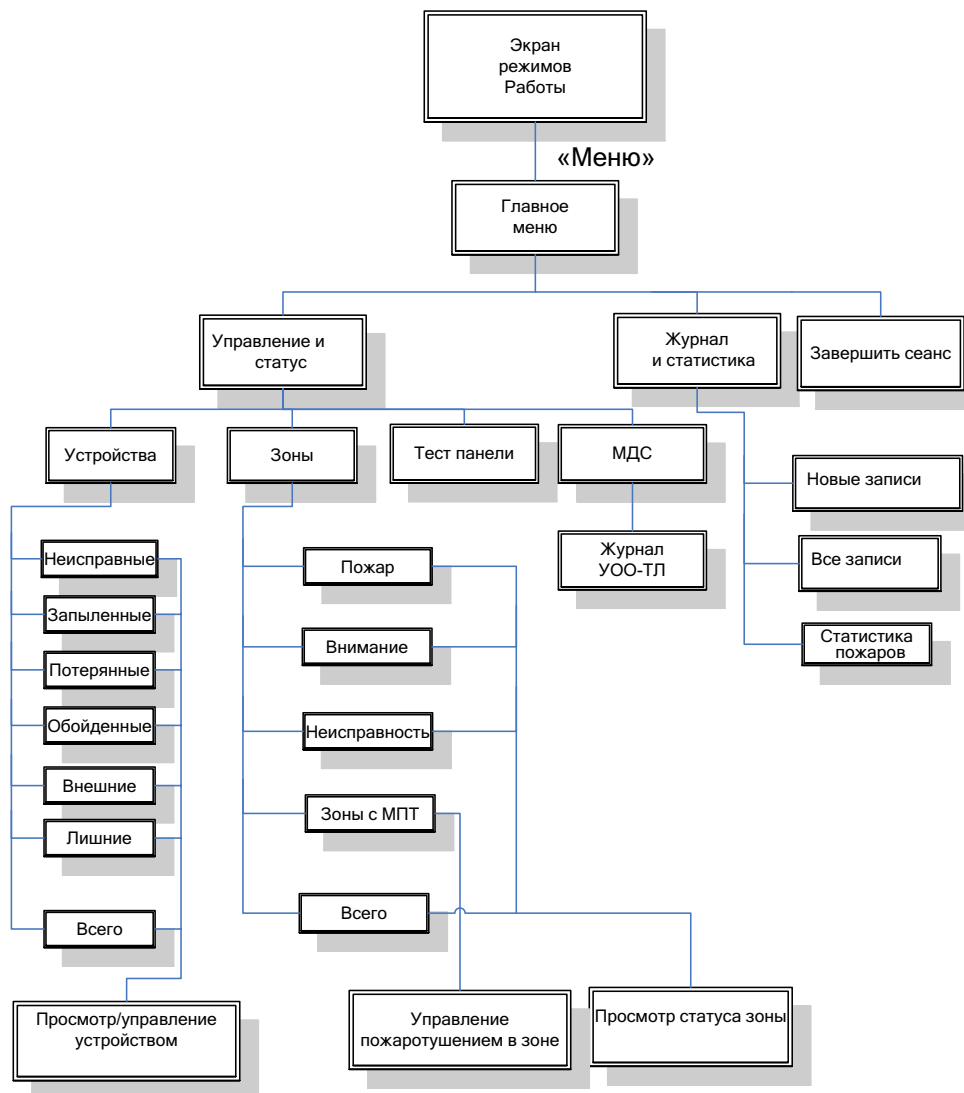 Экран
режимов
Работы
«Меню»
Главное
меню
Управление и
статус
Журнал
и статистика
Завершить сеанс
Устройства
Зоны
Тест панели
МДС
Новые записи
Все записи
Статистика
пожаров
Журнал
УОО-ТЛ
Неисправные
Запыленные
Потерянные
Обойденные
Внешние
Лишние
Всего
Пожар
Внимание
Неисправность
Зоны с МПТ
Всего
Просмотр/управление
устройством
Управление
пожаротушением в зоне
Просмотр статуса зоны